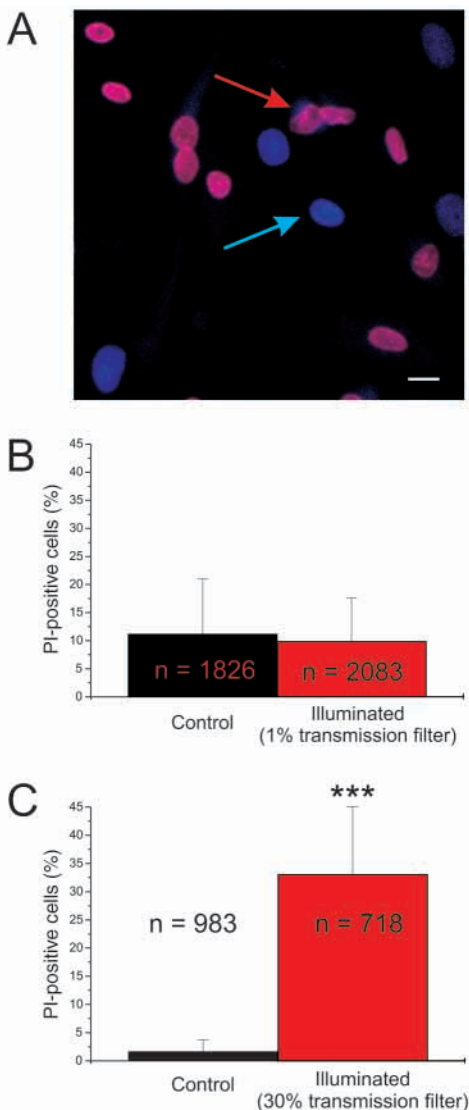 A
B
PI-positive cells (%)
45
40
35
30
25
20
15
10
5
0
n = 1826
n = 2083
Control
Illuminated
(1% transmission filter)
C
PI-positive cells (%)
45
40
35
30
25
20
15
10
5
0
***
n = 983
n = 718
Control
Illuminated
(30% transmission filter)